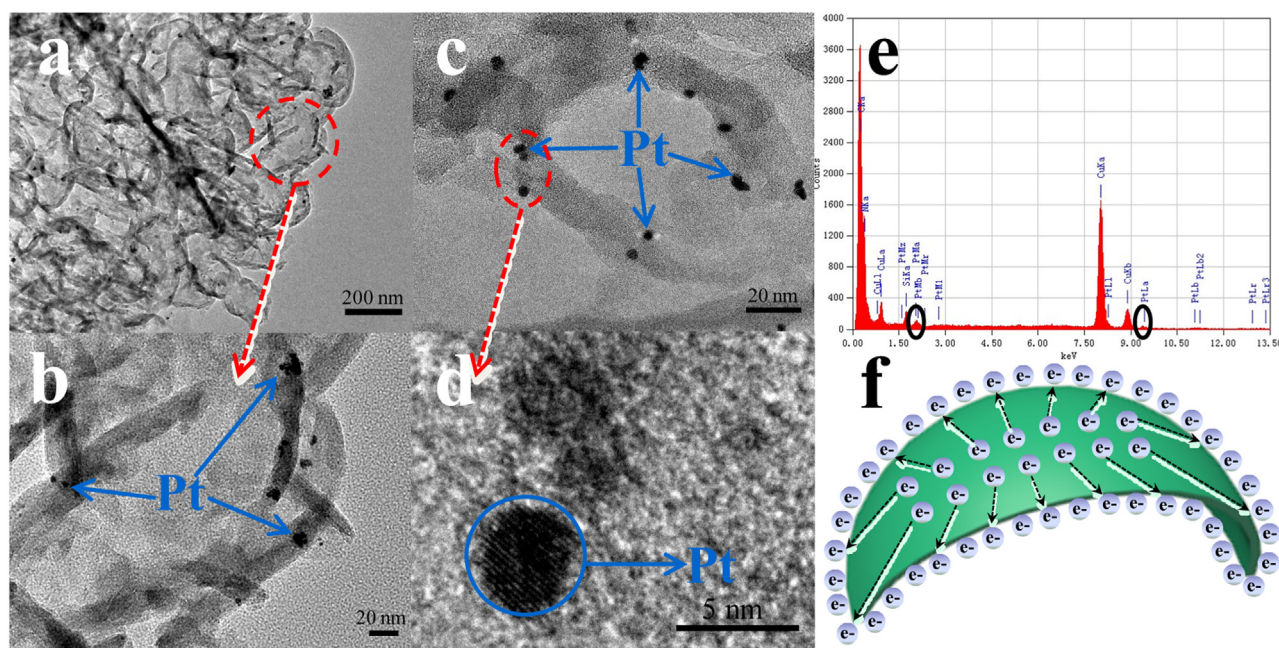 a
200 nm
b
Pt
20 nm
c
Pt
20 nm
d
Pt
5 nm
e
4000
3600
3200
2800
2400
2000
1600
1200
800
400
0
Counts
CKa
NKa
CuLl
CuLa
PtMz
SiKa
PtMb
PtMa
PtMr
PtM1
CuKa
PtLl
CuKb
PtLa
PtLb
PtLb2
PtLr
PtLr3
0.00 1.50 3.00 4.50 6.00 7.50 9.00 10.50 12.00 13.50
keV
f
e- e- e- e- e- e- e- e- e- e-